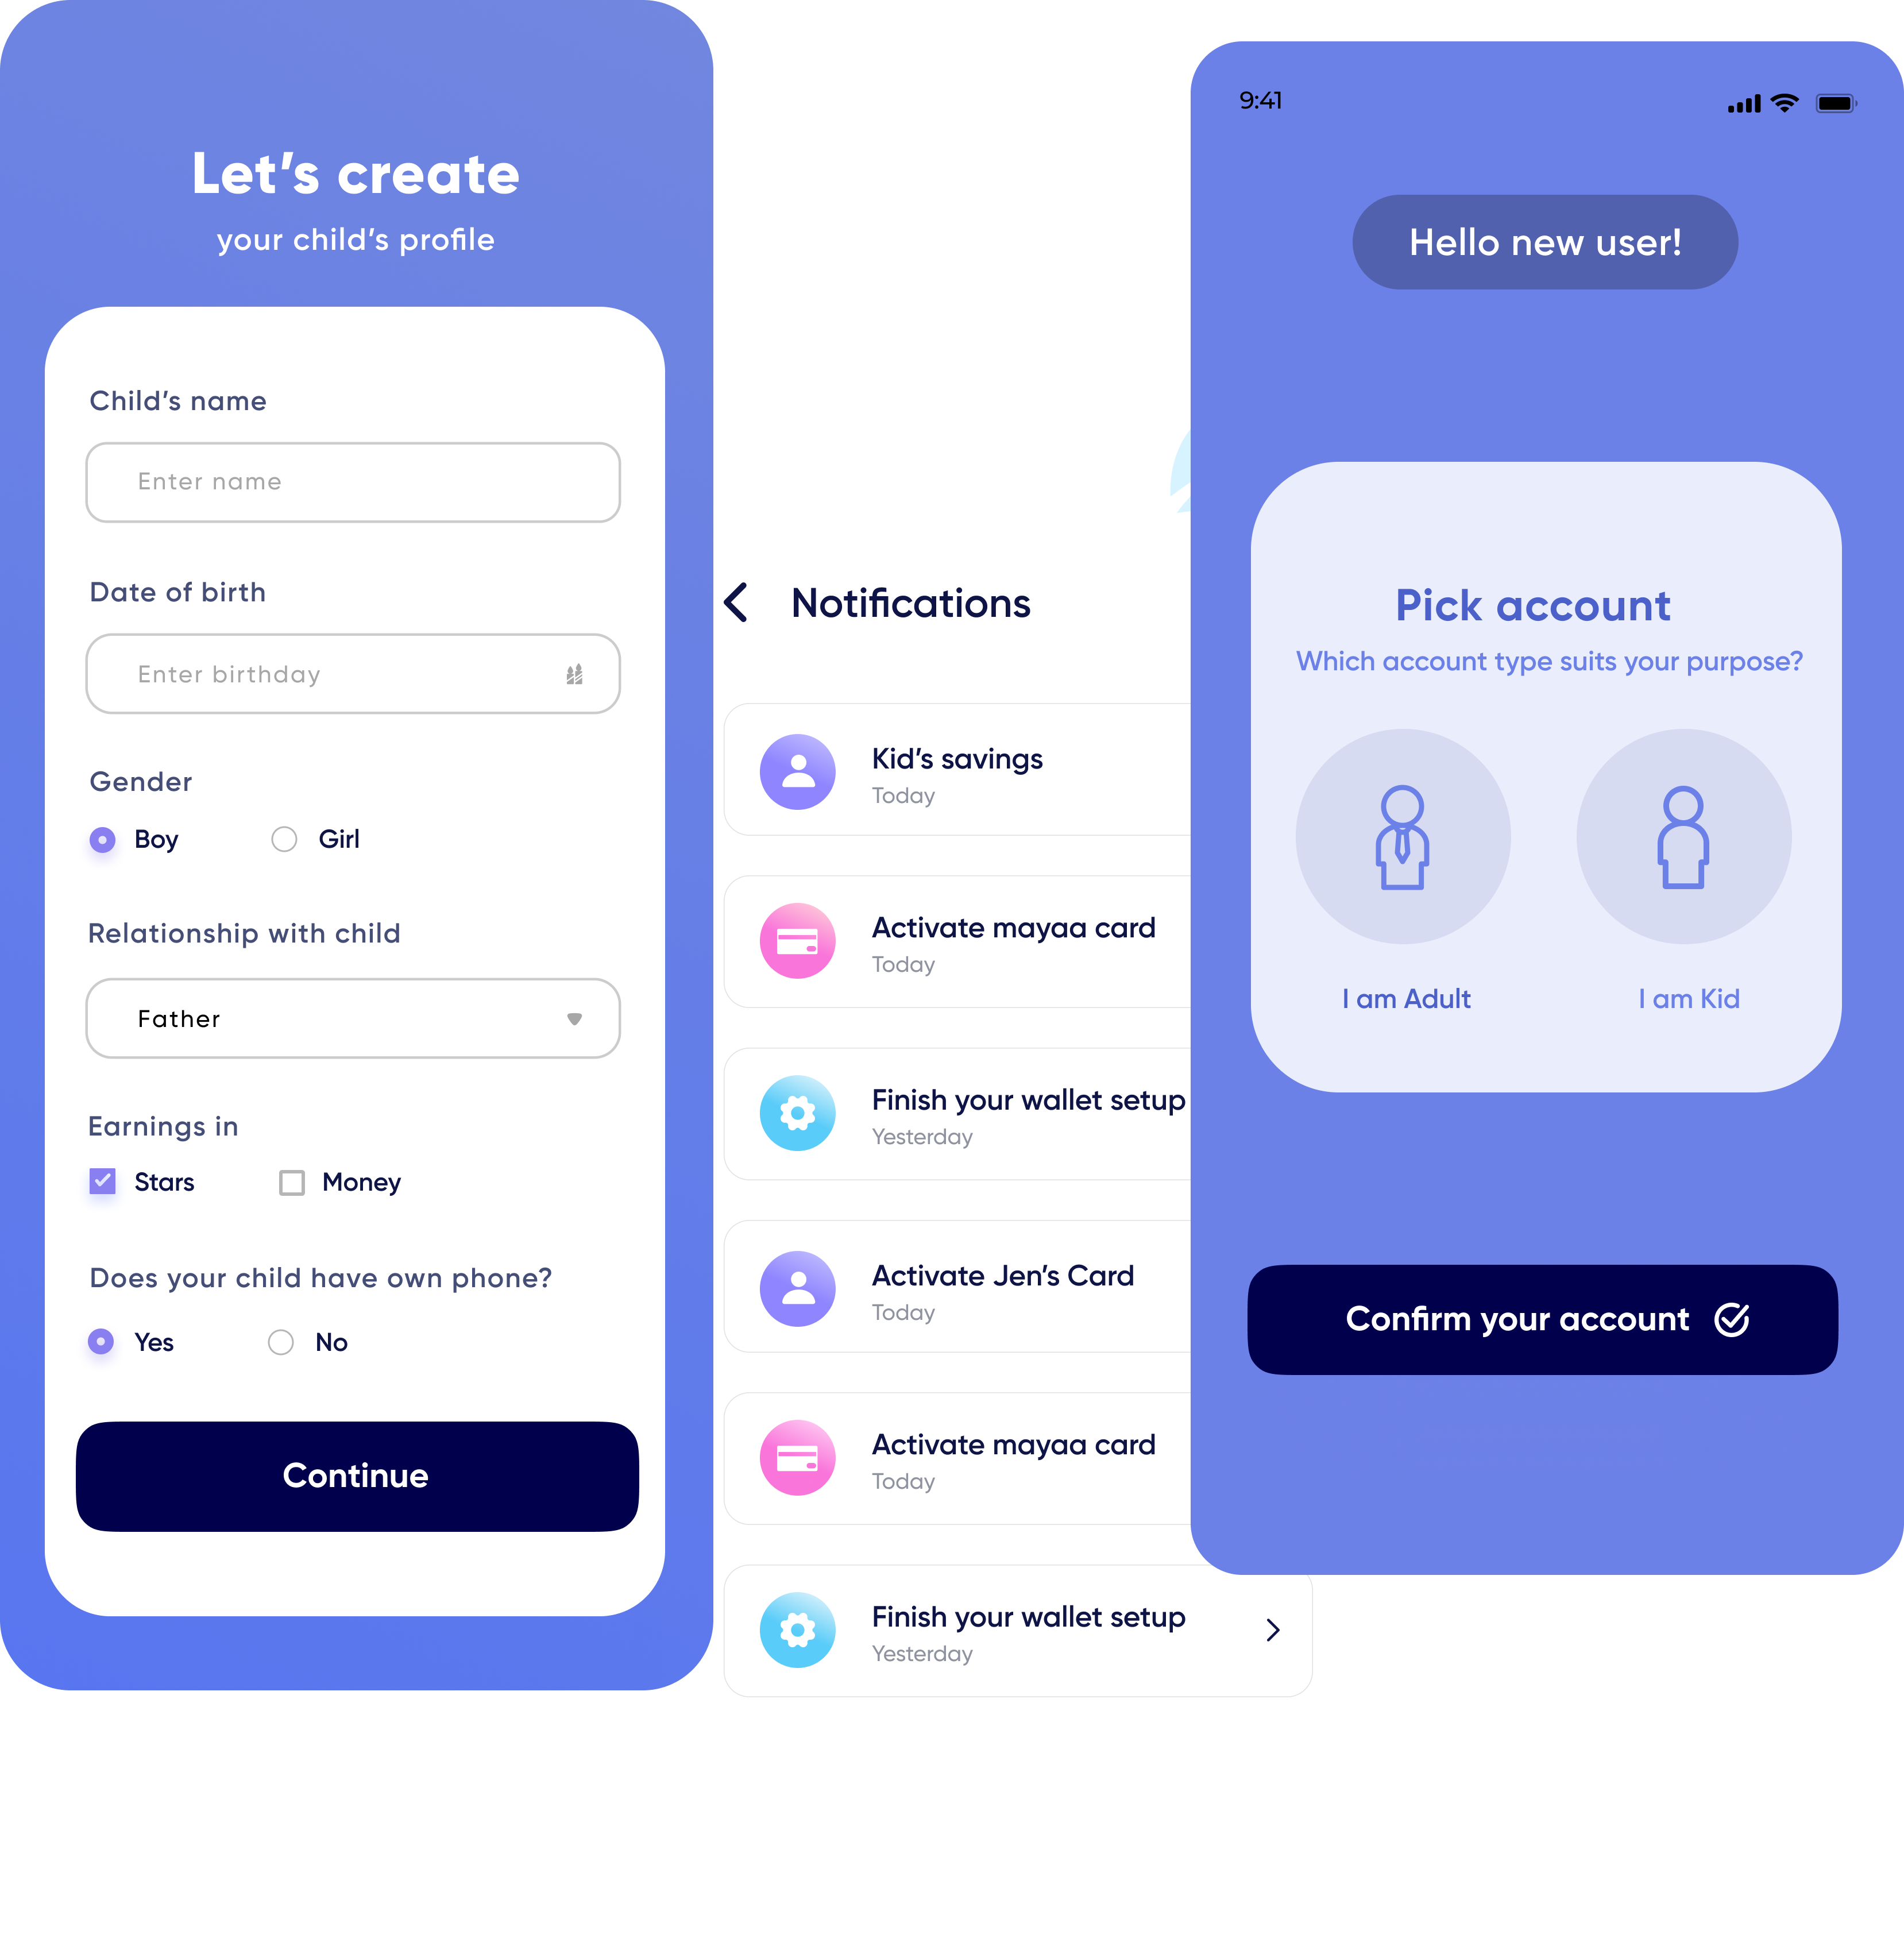 Let’s create
your child’s profile
Child’s name
Enter name
Date of birth
Enter birthday
Gender
Boy
Girl
Relationship with child
Father
Earnings in
Stars
Money
Does your child have own phone?
Yes
No
Continue
Notifications
Kid’s savings
Today
Activate mayaa card
Today
Finish your wallet setup
Yesterday
Activate Jen’s Card
Today
Activate mayaa card
Today
Finish your wallet setup
Yesterday
9:41
Hello new user!
Pick account
Which account type suits your purpose?
I am Adult
I am Kid
Confirm your account